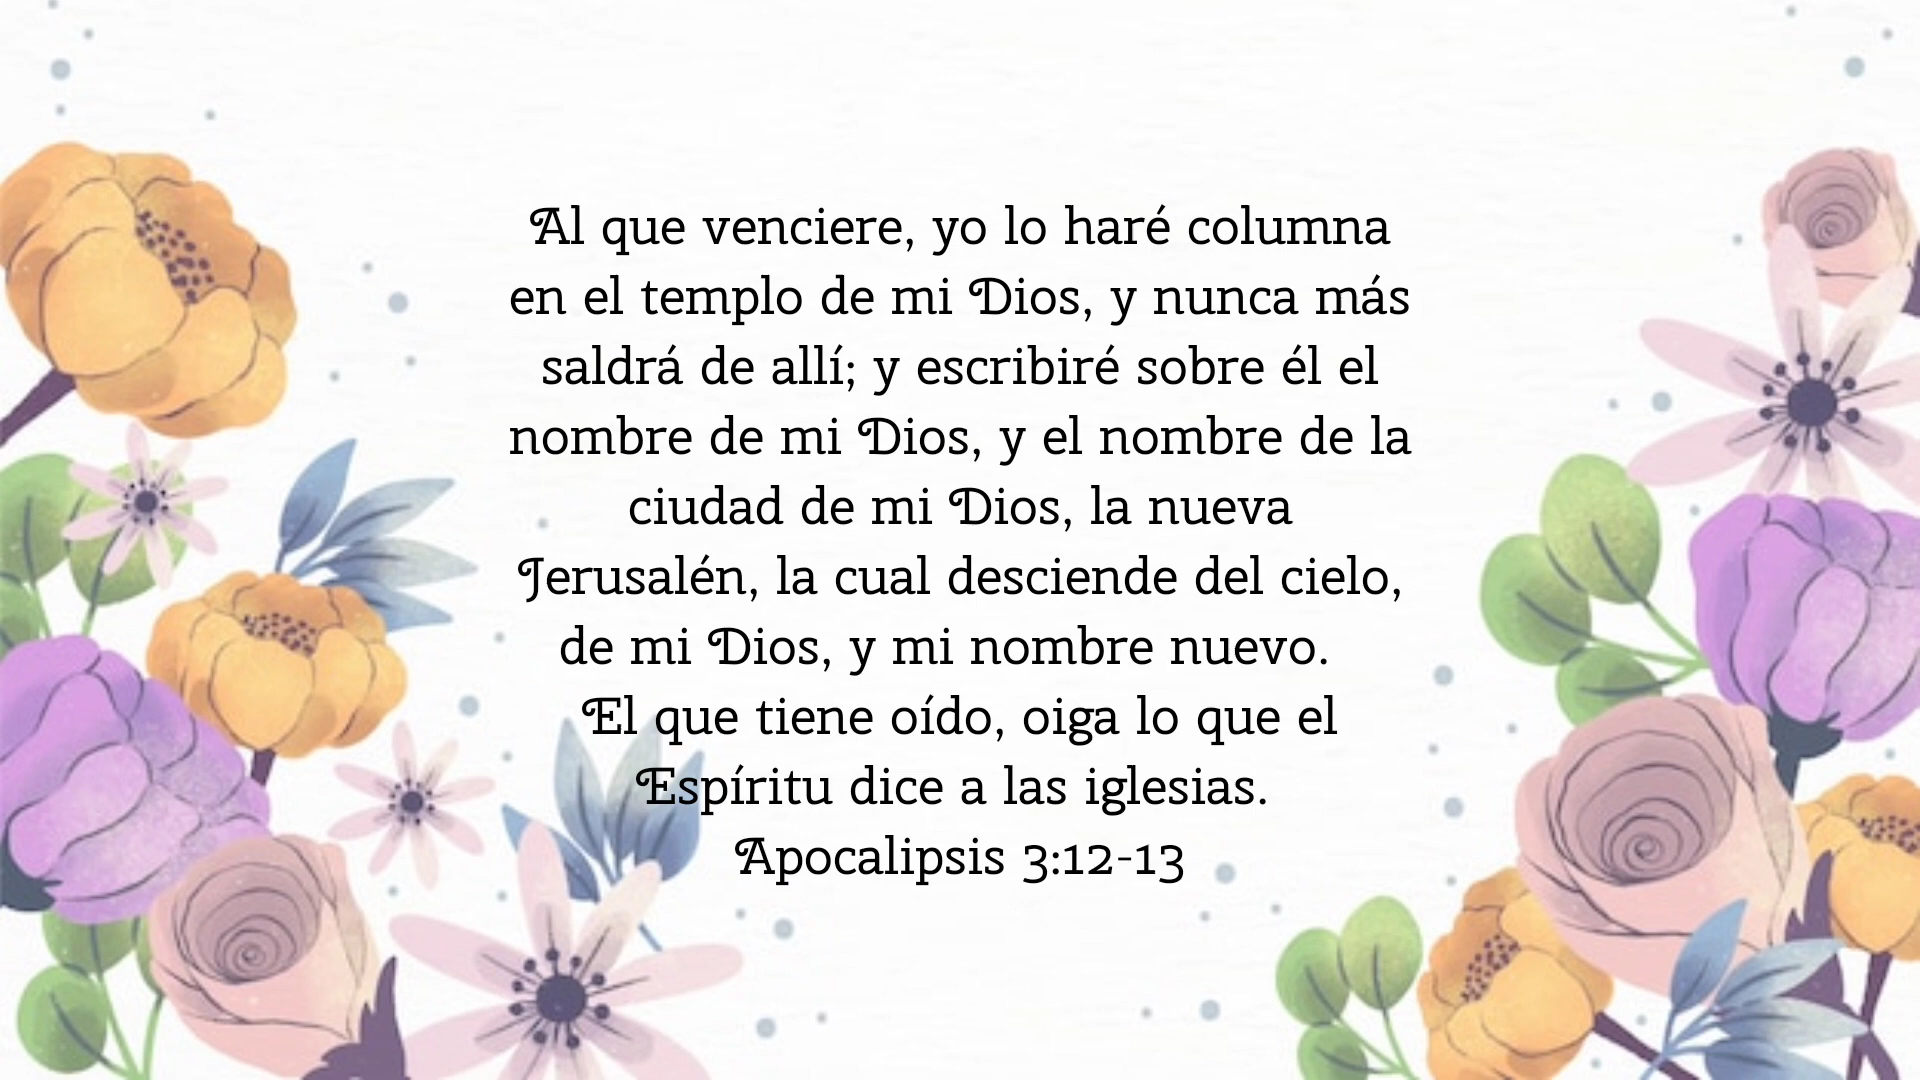 Al que venciere, yo lo haré columna
en el templo de mi Dios, y nunca más
saldrá de allí; y escribiré sobre él el
nombre de mi Dios, y el nombre de la
ciudad de mi Dios, la nueva
Jerusalén, la cual desciende del cielo,
de mi Dios, y mi nombre nuevo.
El que tiene oído, oiga lo que el
Espíritu dice a las iglesias.
Apocalipsis 3:12-13